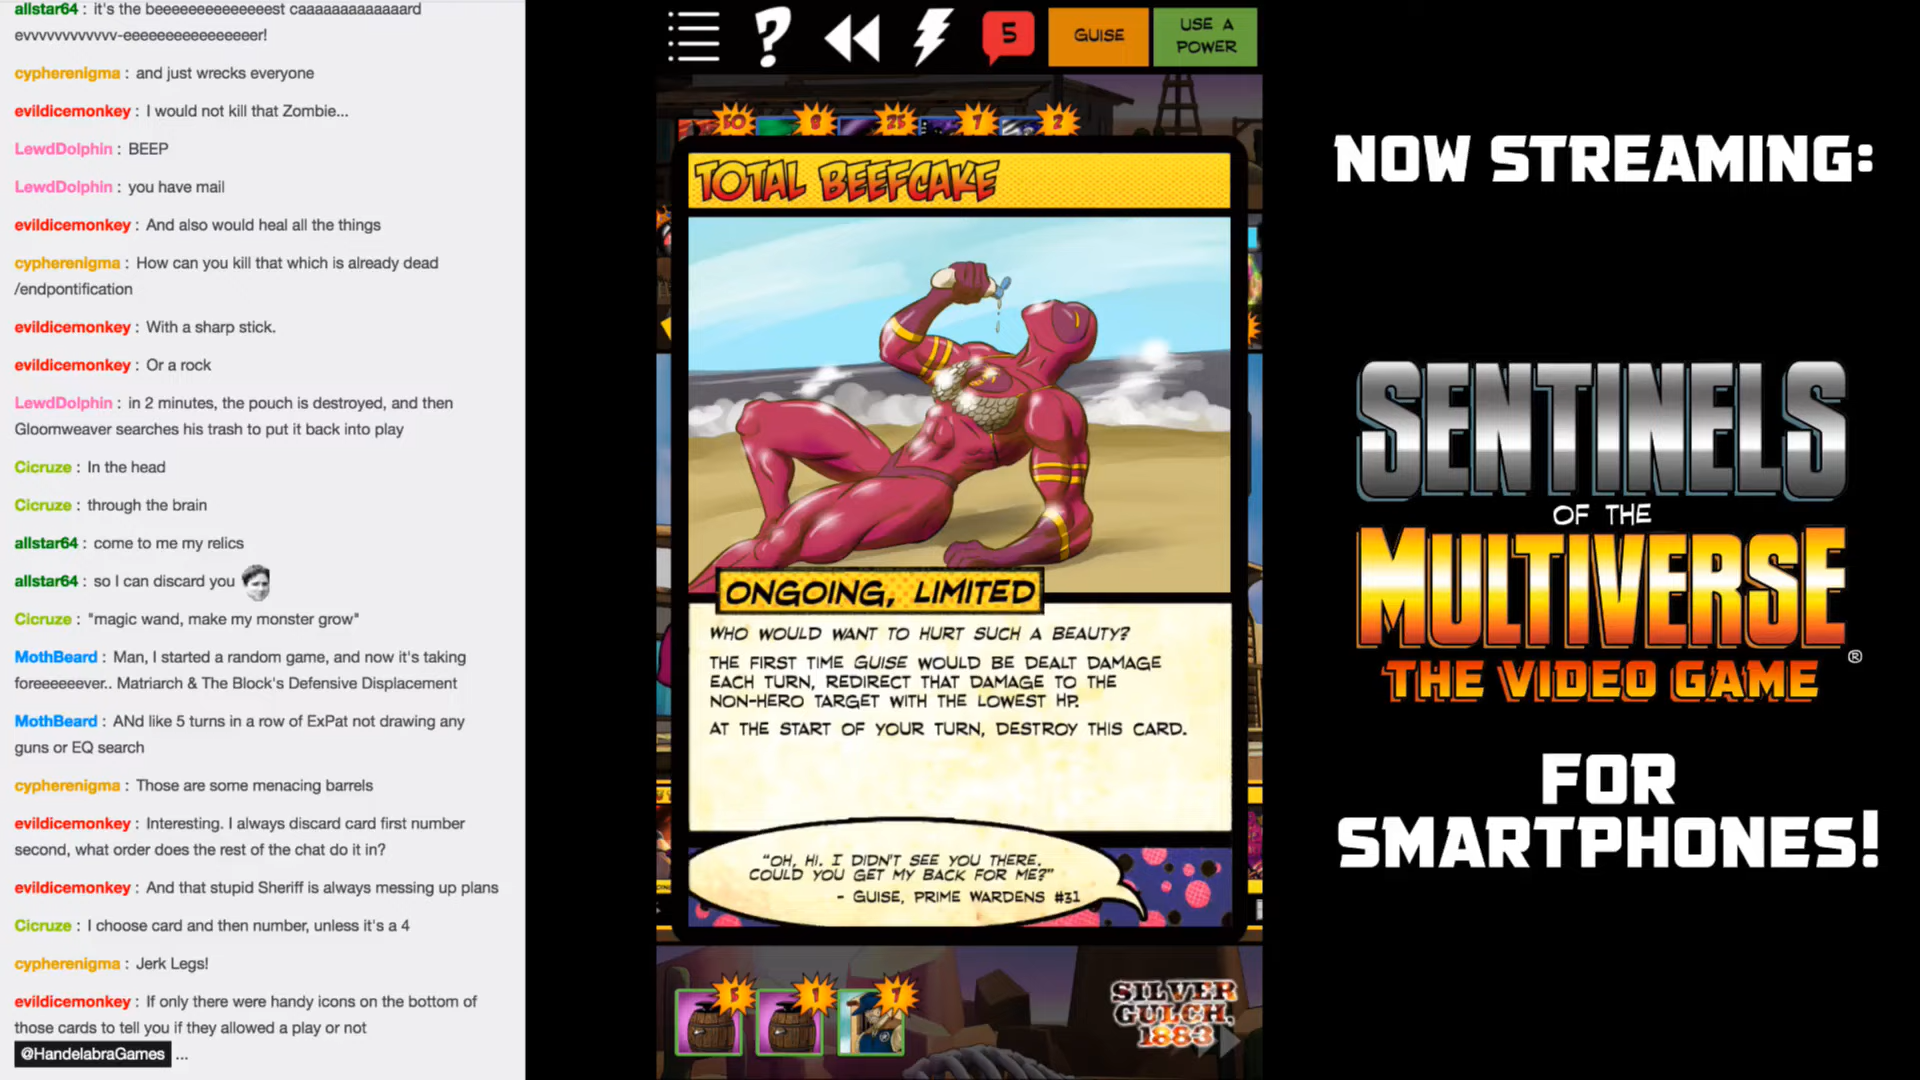 allstar64 : it's the beeeeeeeeeeeeeest caaaaaaaaaaaaard
evvvvvvvvvvv-eeeeeeeeeeeeeeeer!
cypherenigma : and just wrecks everyone
evildicemonkey : I would not kill that Zombie...
LewdDolphin : BEEP
LewdDolphin : you have mail
evildicemonkey : And also would heal all the things
cypherenigma : How can you kill that which is already dead
/endpontification
evildicemonkey : With a sharp stick.
evildicemonkey : Or a rock
LewdDolphin : in 2 minutes, the pouch is destroyed, and then
Gloomweaver searches his trash to put it back into play
Cicruze : In the head
Cicruze : through the brain
allstar64 : come to me my relics
allstar64 : so I can discard you
Cicruze : "magic wand, make my monster grow"
MothBeard : Man, I started a random game, and now it's taking
foreeeeeever.. Matriarch & The Block's Defensive Displacement
MothBeard : ANd like 5 turns in a row of ExPat not drawing any
guns or EQ search
cypherenigma : Those are some menacing barrels
evildicemonkey : Interesting. I always discard card first number
second, what order does the rest of the chat do it in?
evildicemonkey : And that stupid Sheriff is always messing up plans
Cicruze : I choose card and then number, unless it's a 4
cypherenigma : Jerk Legs!
evildicemonkey : If only there were handy icons on the bottom of
those cards to tell you if they allowed a play or not
@HandelabraGames ...
?
5
GUISE
USE A
POWER
50 8 25 7 2
TOTAL BEEFCAKE
ONGOING, LIMITED
WHO WOULD WANT TO HURT SUCH A BEAUTY?
THE FIRST TIME GUISE WOULD BE DEALT DAMAGE
EACH TURN, REDIRECT THAT DAMAGE TO THE
NON-HERO TARGET WITH THE LOWEST HP.
AT THE START OF YOUR TURN, DESTROY THIS CARD.
"OH, HI. I DIDN'T SEE YOU THERE.
COULD YOU GET MY BACK FOR ME?"
- GUISE, PRIME WARDENS #31
5 1 7
SILVER
GULCH,
1883
NOW STREAMING:
SENTINELS
OF THE
MULTIVERSE
®
THE VIDEO GAME
FOR
SMARTPHONES!